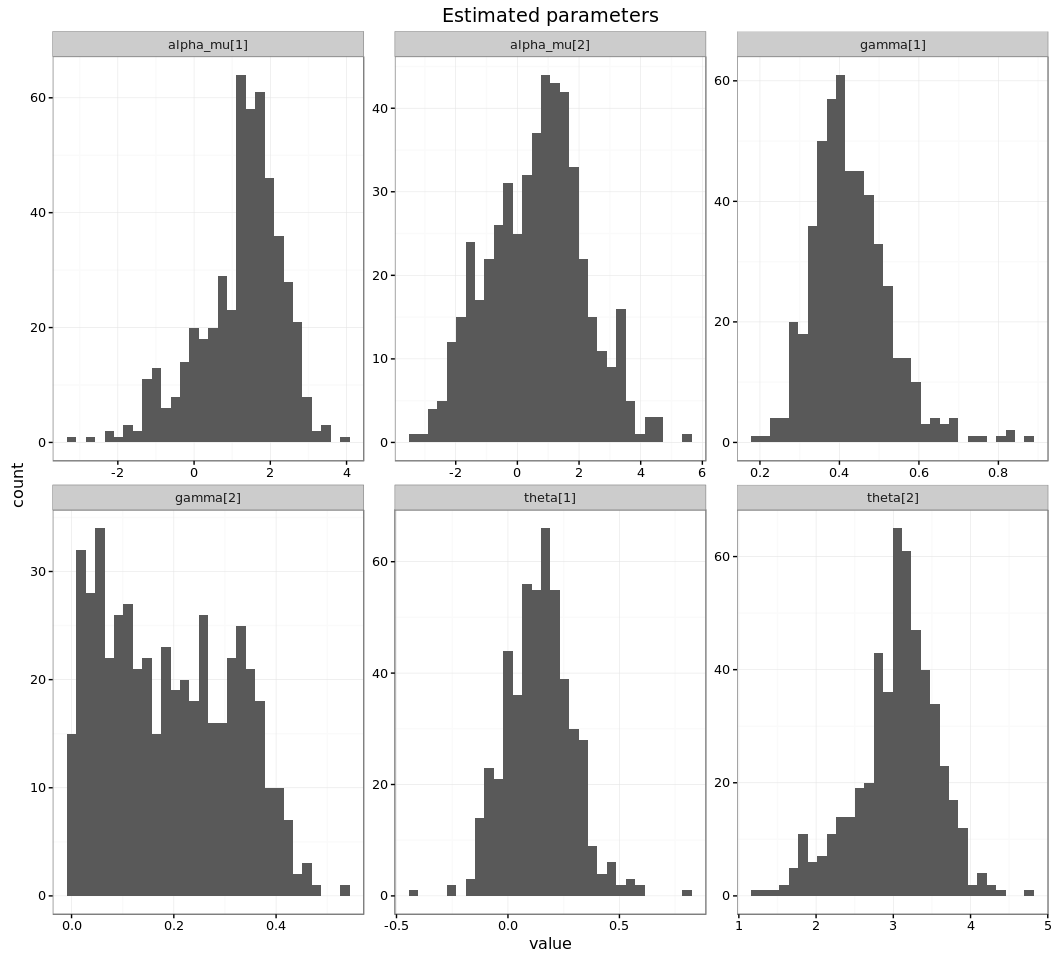 Estimated parameters
alpha_mu[1] alpha_mu[2] gamma[1]
60 40 60
40 30 40
20 20 20
10
0 0 0
-2 0 2 4 -2 0 2 4 6 0.2 0.4 0.6 0.8
count
gamma[2] theta[1] theta[2]
30 60 60
20 40 40
10 20 20
0 0 0
0.0 0.2 0.4 -0.5 0.0 0.5 1 2 3 4 5
value